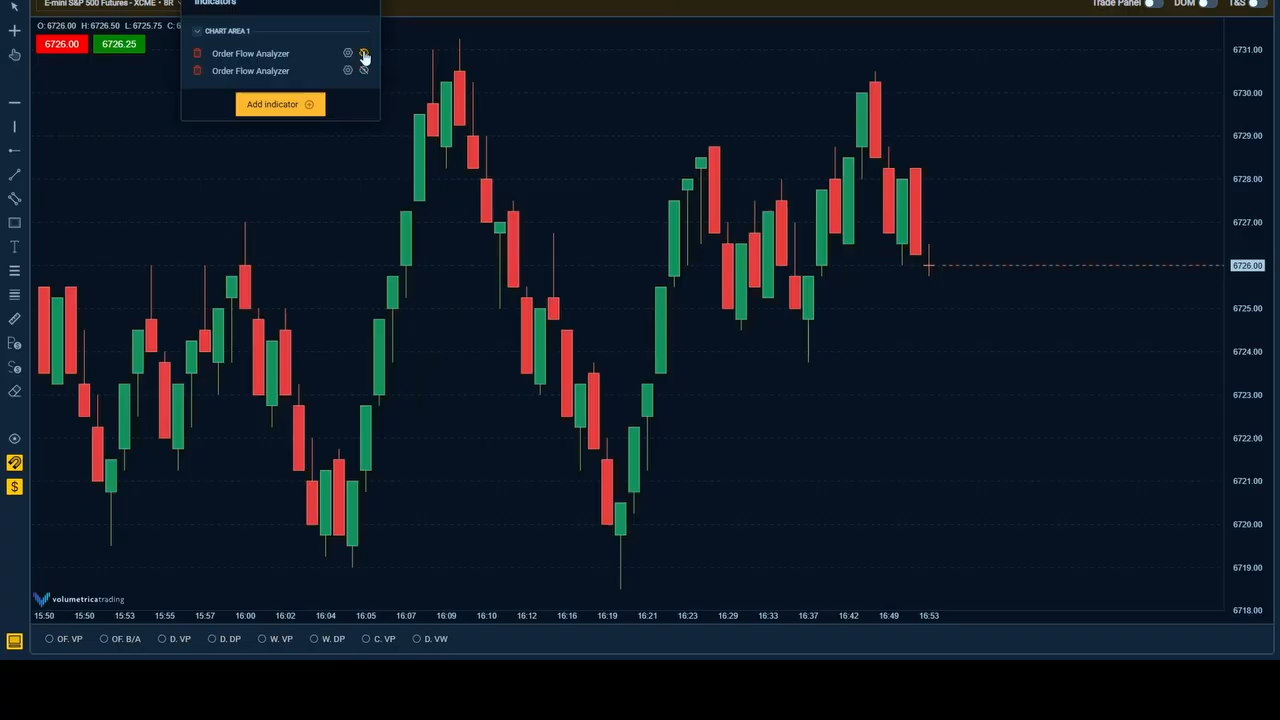 E-mini S&P 500 Futures - XCME • BR
Indicators
Trade Panel
DOM
T&S
O: 6726.00 H: 6726.50 L: 6725.75 C: 6
6726.00
6726.25
CHART AREA 1
Order Flow Analyzer
Order Flow Analyzer
Add indicator
6731.00
6730.00
6729.00
6728.00
6727.00
6726.00
6725.00
6724.00
6723.00
6722.00
6721.00
6720.00
6719.00
6718.00
$
volumetricatrading
15:50 15:50 15:53 15:55 15:57 16:00 16:02 16:04 16:05 16:07 16:09 16:10 16:12 16:16 16:19 16:21 16:23 16:29 16:33 16:37 16:42 16:49 16:53
OF. VP OF. B/A D. VP D. DP W. VP W. DP C. VP D. VW